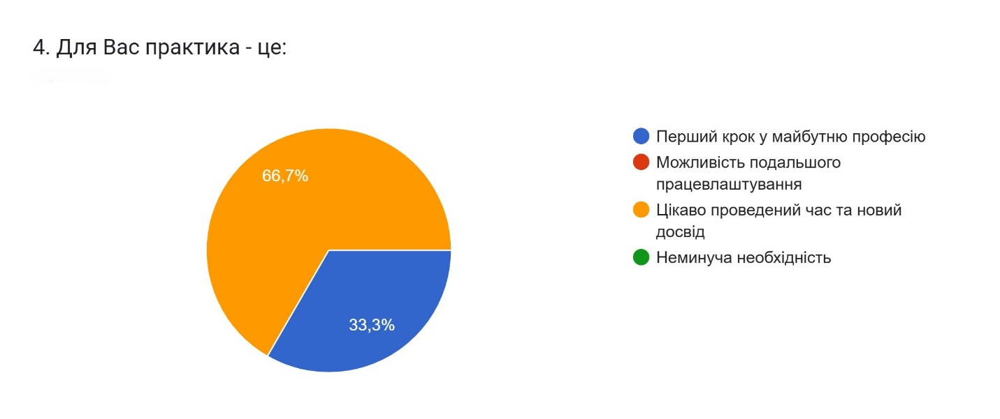 4. Для Вас практика - це:
66,7%
33,3%
Перший крок у майбутню професію
Можливість подальшого
працевлаштування
Цікаво проведений час та новий
досвід
Неминуча необхідність